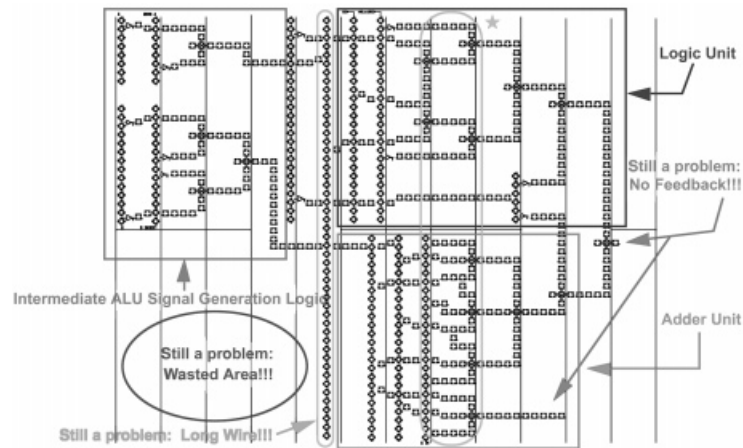 Logic Unit
Still a problem:
No Feedback!!!
Intermediate ALU Signal Generation Logic
Still a problem:
Wasted Area!!!
Adder Unit
Still a problem: Long Wire!!!